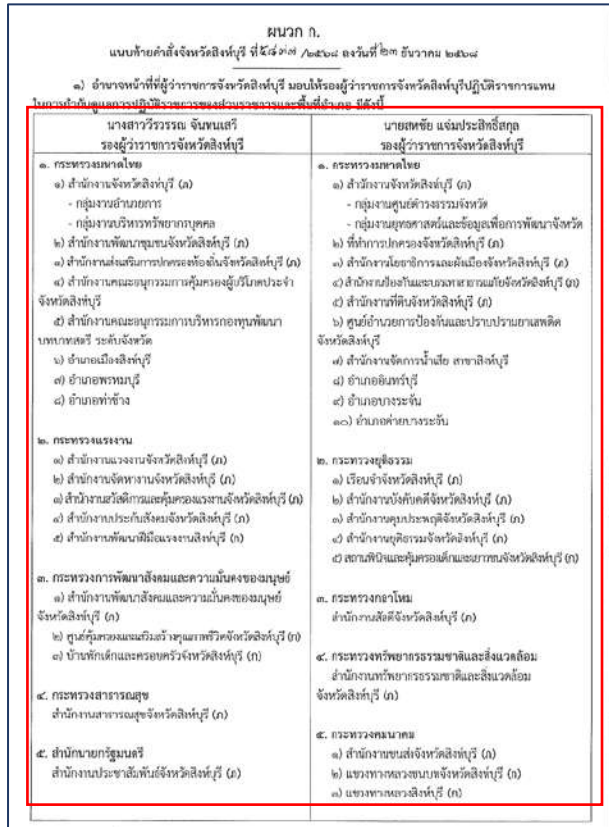 ผนวก ก.
แนบท้ายคำสั่งจังหวัดสิงห์บุรี ที่ /๒๕๖๘ ลงวันที่ ๒๓ ธันวาคม ๒๕๖๘
๑) อำนาจหน้าที่ที่ผู้ว่าราชการจังหวัดสิงห์บุรี มอบให้รองผู้ว่าราชการจังหวัดสิงห์บุรีปฏิบัติราชการแทน
ในการกำกับดูแลการปฏิบัติราชการของส่วนราชการและพื้นที่อำเภอ มีดังนี้
นางสาววีรวรรณ จันทนเสวี
รองผู้ว่าราชการจังหวัดสิงห์บุรี
๑. กระทรวงมหาดไทย
๑) สำนักงานจังหวัดสิงห์บุรี (ภ)
- กลุ่มงานอำนวยการ
- กลุ่มงานบริหารทรัพยากรบุคคล
๒) สำนักงานพัฒนาชุมชนจังหวัดสิงห์บุรี (ภ)
๓) สำนักงานส่งเสริมการปกครองท้องถิ่นจังหวัดสิงห์บุรี (ภ)
๔) สำนักงานคณะอนุกรรมการคุ้มครองผู้บริโภคประจำ
จังหวัดสิงห์บุรี
๕) สำนักงานคณะอนุกรรมการบริหารกองทุนพัฒนา
บทบาทสตรี ระดับจังหวัด
๖) อำเภอเมืองสิงห์บุรี
๗) อำเภอพรหมบุรี
๘) อำเภอท่าช้าง
๒. กระทรวงแรงงาน
๑) สำนักงานแรงงานจังหวัดสิงห์บุรี (ภ)
๒) สำนักงานจัดหางานจังหวัดสิงห์บุรี (ภ)
๓) สำนักงานสวัสดิการและคุ้มครองแรงงานจังหวัดสิงห์บุรี (ภ)
๔) สำนักงานประกันสังคมจังหวัดสิงห์บุรี (ภ)
๕) สำนักงานพัฒนาฝีมือแรงงานสิงห์บุรี (ก)
๓. กระทรวงการพัฒนาสังคมและความมั่นคงของมนุษย์
๑) สำนักงานพัฒนาสังคมและความมั่นคงของมนุษย์
จังหวัดสิงห์บุรี (ภ)
๒) ศูนย์คุ้มครองและเสริมสร้างคุณภาพชีวิตจังหวัดสิงห์บุรี (ก)
๓) บ้านพักเด็กและครอบครัวจังหวัดสิงห์บุรี (ก)
๔. กระทรวงสาธารณสุข
สำนักงานสาธารณสุขจังหวัดสิงห์บุรี (ภ)
๕. สำนักนายกรัฐมนตรี
สำนักงานประชาสัมพันธ์จังหวัดสิงห์บุรี (ภ)
นายสหชัย แจ่มประสิทธิ์สกุล
รองผู้ว่าราชการจังหวัดสิงห์บุรี
๑. กระทรวงมหาดไทย
๑) สำนักงานจังหวัดสิงห์บุรี (ภ)
- กลุ่มงานศูนย์ดำรงธรรมจังหวัด
- กลุ่มงานยุทธศาสตร์และข้อมูลเพื่อการพัฒนาจังหวัด
๒) ที่ทำการปกครองจังหวัดสิงห์บุรี (ภ)
๓) สำนักงานโยธาธิการและผังเมืองจังหวัดสิงห์บุรี (ภ)
๔) สำนักงานป้องกันและบรรเทาสาธารณภัยจังหวัดสิงห์บุรี (ภ)
๕) สำนักงานที่ดินจังหวัดสิงห์บุรี (ภ)
๖) ศูนย์อำนวยการป้องกันและปราบปรามยาเสพติด
จังหวัดสิงห์บุรี
๗) สำนักงานจัดการน้ำเสีย สาขาสิงห์บุรี
๘) อำเภออินทร์บุรี
๙) อำเภอบางระจัน
๑๐) อำเภอค่ายบางระจัน
๒. กระทรวงยุติธรรม
๑) เรือนจำจังหวัดสิงห์บุรี (ภ)
๒) สำนักงานบังคับคดีจังหวัดสิงห์บุรี (ก)
๓) สำนักงานคุมประพฤติจังหวัดสิงห์บุรี (ก)
๔) สำนักงานยุติธรรมจังหวัดสิงห์บุรี (ก)
๕) สถานพินิจและคุ้มครองเด็กและเยาวชนจังหวัดสิงห์บุรี (ก)
๓. กระทรวงกลาโหม
สำนักงานสัสดีจังหวัดสิงห์บุรี (ภ)
๔. กระทรวงทรัพยากรธรรมชาติและสิ่งแวดล้อม
สำนักงานทรัพยากรธรรมชาติและสิ่งแวดล้อม
จังหวัดสิงห์บุรี (ภ)
๕. กระทรวงคมนาคม
๑) สำนักงานขนส่งจังหวัดสิงห์บุรี (ภ)
๒) แขวงทางหลวงชนบทจังหวัดสิงห์บุรี (ก)
๓) แขวงทางหลวงสิงห์บุรี (ก)